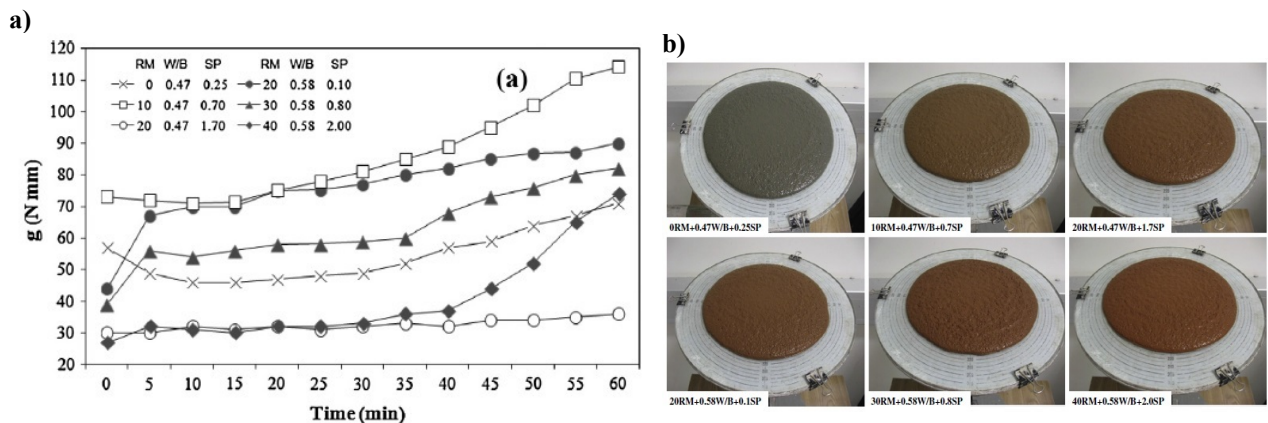 a)
g (N mm)
120
110
100
90
80
70
60
50
40
30
20
RM W/B SP RM W/B SP
0 0.47 0.25 20 0.58 0.10
10 0.47 0.70 30 0.58 0.80
20 0.47 1.70 40 0.58 2.00
(a)
0 5 10 15 20 25 30 35 40 45 50 55 60
Time (min)
b)
0RM+0.47W/B+0.25SP
10RM+0.47W/B+0.7SP
20RM+0.47W/B+1.7SP
20RM+0.58W/B+0.1SP
30RM+0.58W/B+0.8SP
40RM+0.58W/B+2.0SP